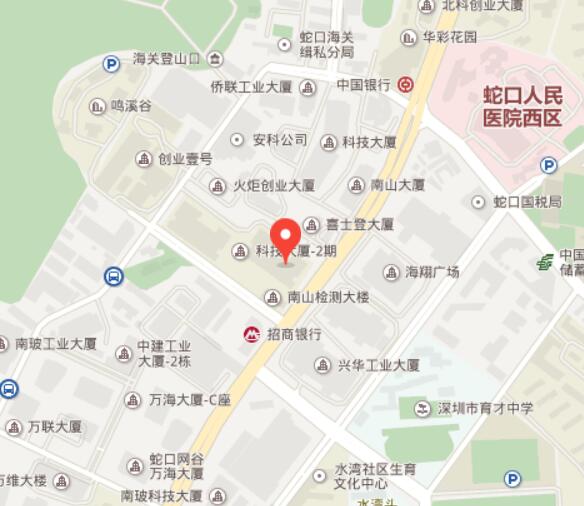 北科创业大厦
华彩花园
蛇口海关
缉私分局
海关登山口
P
侨联工业大厦
中国银行
蛇口人民
医院西区
鸣溪谷
安科公司
科技大厦
创业壹号
P
火炬创业大厦
南山大厦
蛇口国税局
喜士登大厦
科技大厦-2期
中国
储蓄
海翔广场
南山检测大楼
招商银行
南玻工业大厦
中建工业
大厦-2栋
兴华工业大厦
万海大厦-C座
深圳市育才中学
万联大厦
蛇口网谷
万海大厦
水湾社区生育
文化中心
P
万维大楼
南玻科技大厦
水湾头